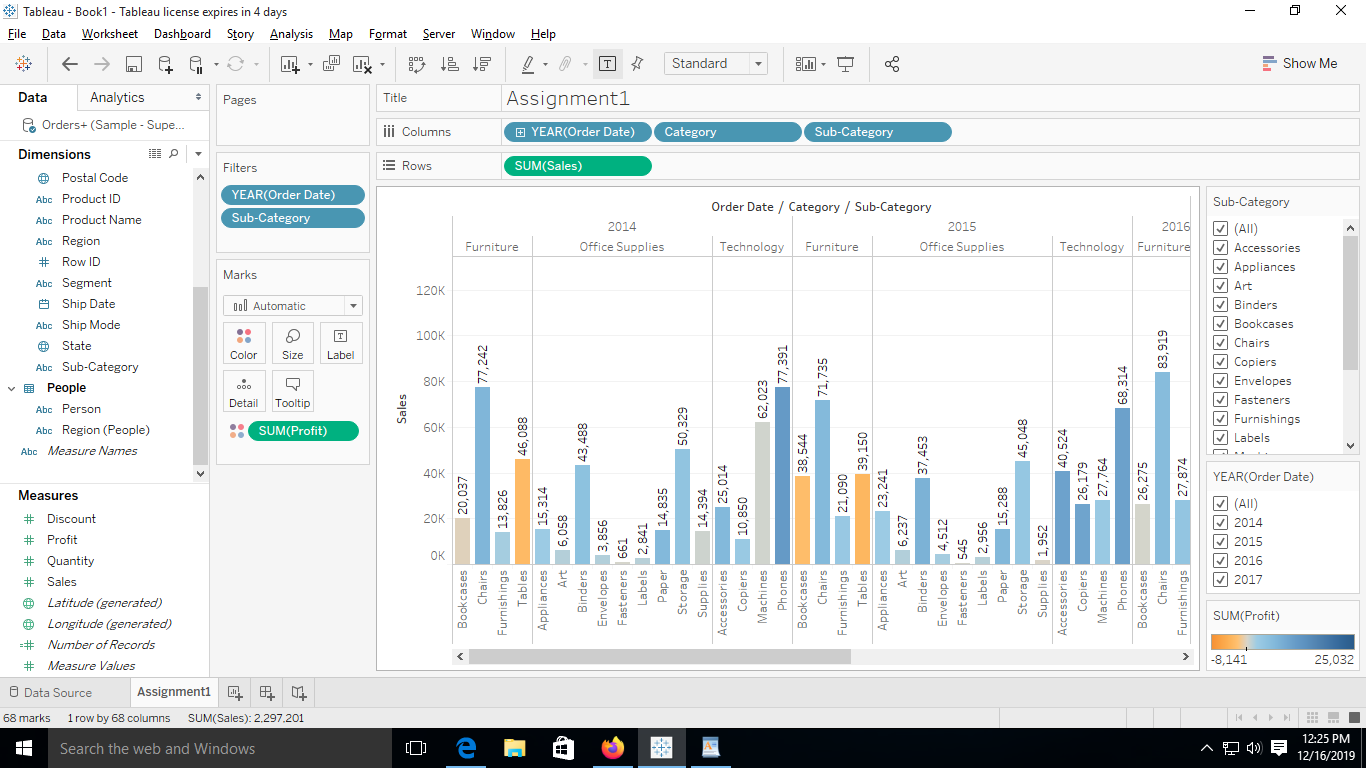 Tableau - Book1 - Tableau license expires in 4 days
File Data Worksheet Dashboard Story Analysis Map Format Server Window Help
Standard
Show Me
Data Analytics
Orders+ (Sample - Supe...
Dimensions
Postal Code
Abc Product ID
Abc Product Name
Abc Region
# Row ID
Abc Segment
Ship Date
Abc Ship Mode
State
Abc Sub-Category
People
Abc Person
Abc Region (People)
Abc Measure Names
Measures
# Discount
# Profit
# Quantity
# Sales
Latitude (generated)
Longitude (generated)
=# Number of Records
# Measure Values
Pages
Filters
YEAR(Order Date)
Sub-Category
Marks
Automatic
Color Size Label
Detail Tooltip
SUM(Profit)
Title Assignment1
Columns YEAR(Order Date) Category Sub-Category
Rows SUM(Sales)
Order Date / Category / Sub-Category
2014 2015 2016
Furniture Office Supplies Technology Furniture Office Supplies Technology Furniture
Sales
120K
100K
80K
60K
40K
20K
0K
20,037 77,242 13,826 46,088 15,314 6,058 43,488 3,856 661 2,841 14,835 50,329 14,394 25,014 10,850 62,023 77,391 38,544 71,735 21,090 39,150 23,241 6,237 37,453 4,512 545 2,956 15,288 45,048 1,952 40,524 26,179 27,764 68,314 26,275 83,919 27,874
Bookcases Chairs Furnishings Tables Appliances Art Binders Envelopes Fasteners Labels Paper Storage Supplies Accessories Copiers Machines Phones Bookcases Chairs Furnishings Tables Appliances Art Binders Envelopes Fasteners Labels Paper Storage Supplies Accessories Copiers Machines Phones Bookcases Chairs Furnishings
Sub-Category
(All)
Accessories
Appliances
Art
Binders
Bookcases
Chairs
Copiers
Envelopes
Fasteners
Furnishings
Labels
YEAR(Order Date)
(All)
2014
2015
2016
2017
SUM(Profit)
-8,141 25,032
Data Source Assignment1
68 marks 1 row by 68 columns SUM(Sales): 2,297,201
Search the web and Windows
12:25 PM
12/16/2019